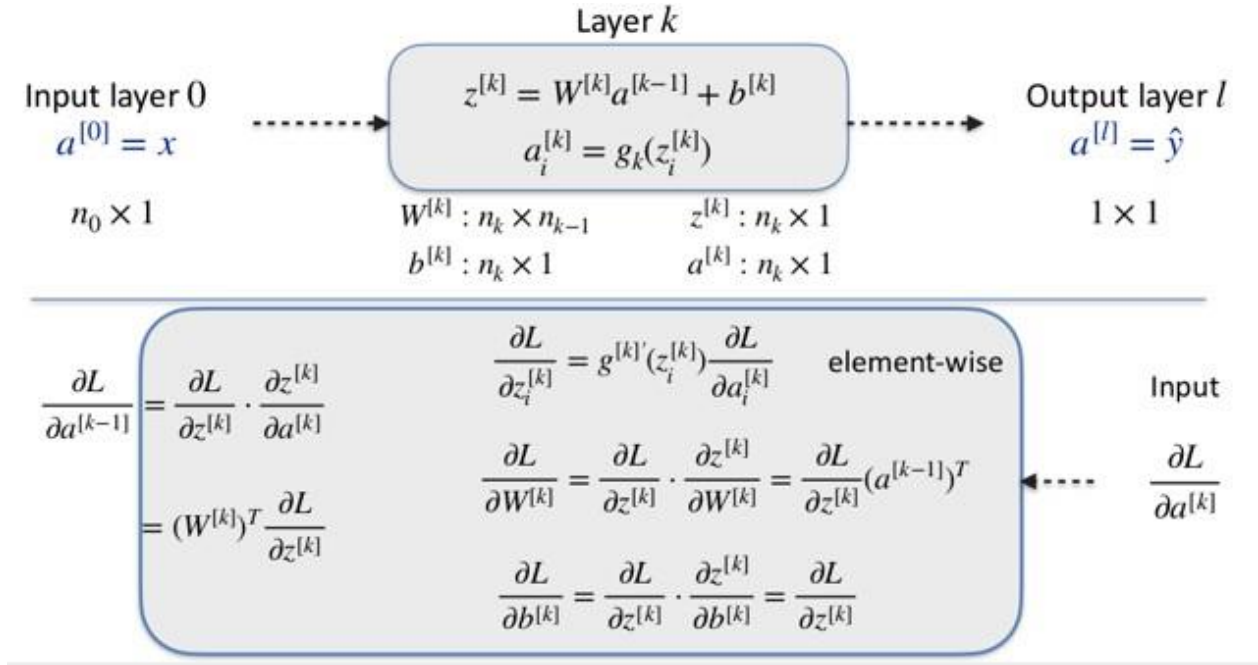 Layer k
Input layer 0
a^{[0]} = x
n_0 × 1
z^{[k]} = W^{[k]} a^{[k-1]} + b^{[k]}
a_i^{[k]} = g_k(z_i^{[k]})
Output layer l
a^{[l]} = ŷ
1 × 1
W^{[k]} : n_k × n_{k-1}    z^{[k]} : n_k × 1
b^{[k]} : n_k × 1    a^{[k]} : n_k × 1
∂L/∂a^{[k-1]} = ∂L/∂z^{[k]} · ∂z^{[k]}/∂a^{[k]}
= (W^{[k]})^T ∂L/∂z^{[k]}
∂L/∂z_i^{[k]} = g^{[k]'}(z_i^{[k]}) ∂L/∂a_i^{[k]}    element-wise
∂L/∂W^{[k]} = ∂L/∂z^{[k]} · ∂z^{[k]}/∂W^{[k]} = ∂L/∂z^{[k]} (a^{[k-1]})^T
∂L/∂b^{[k]} = ∂L/∂z^{[k]} · ∂z^{[k]}/∂b^{[k]} = ∂L/∂z^{[k]}
Input
∂L/∂a^{[k]}